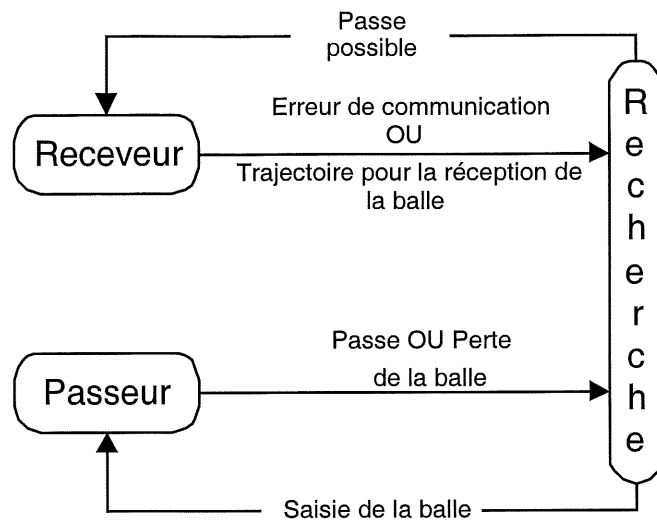 Passe
possible
Erreur de communication
OU
Receveur
Trajectoire pour la réception de
la balle
Recherche
Passe OU Perte
de la balle
Passeur
Saisie de la balle